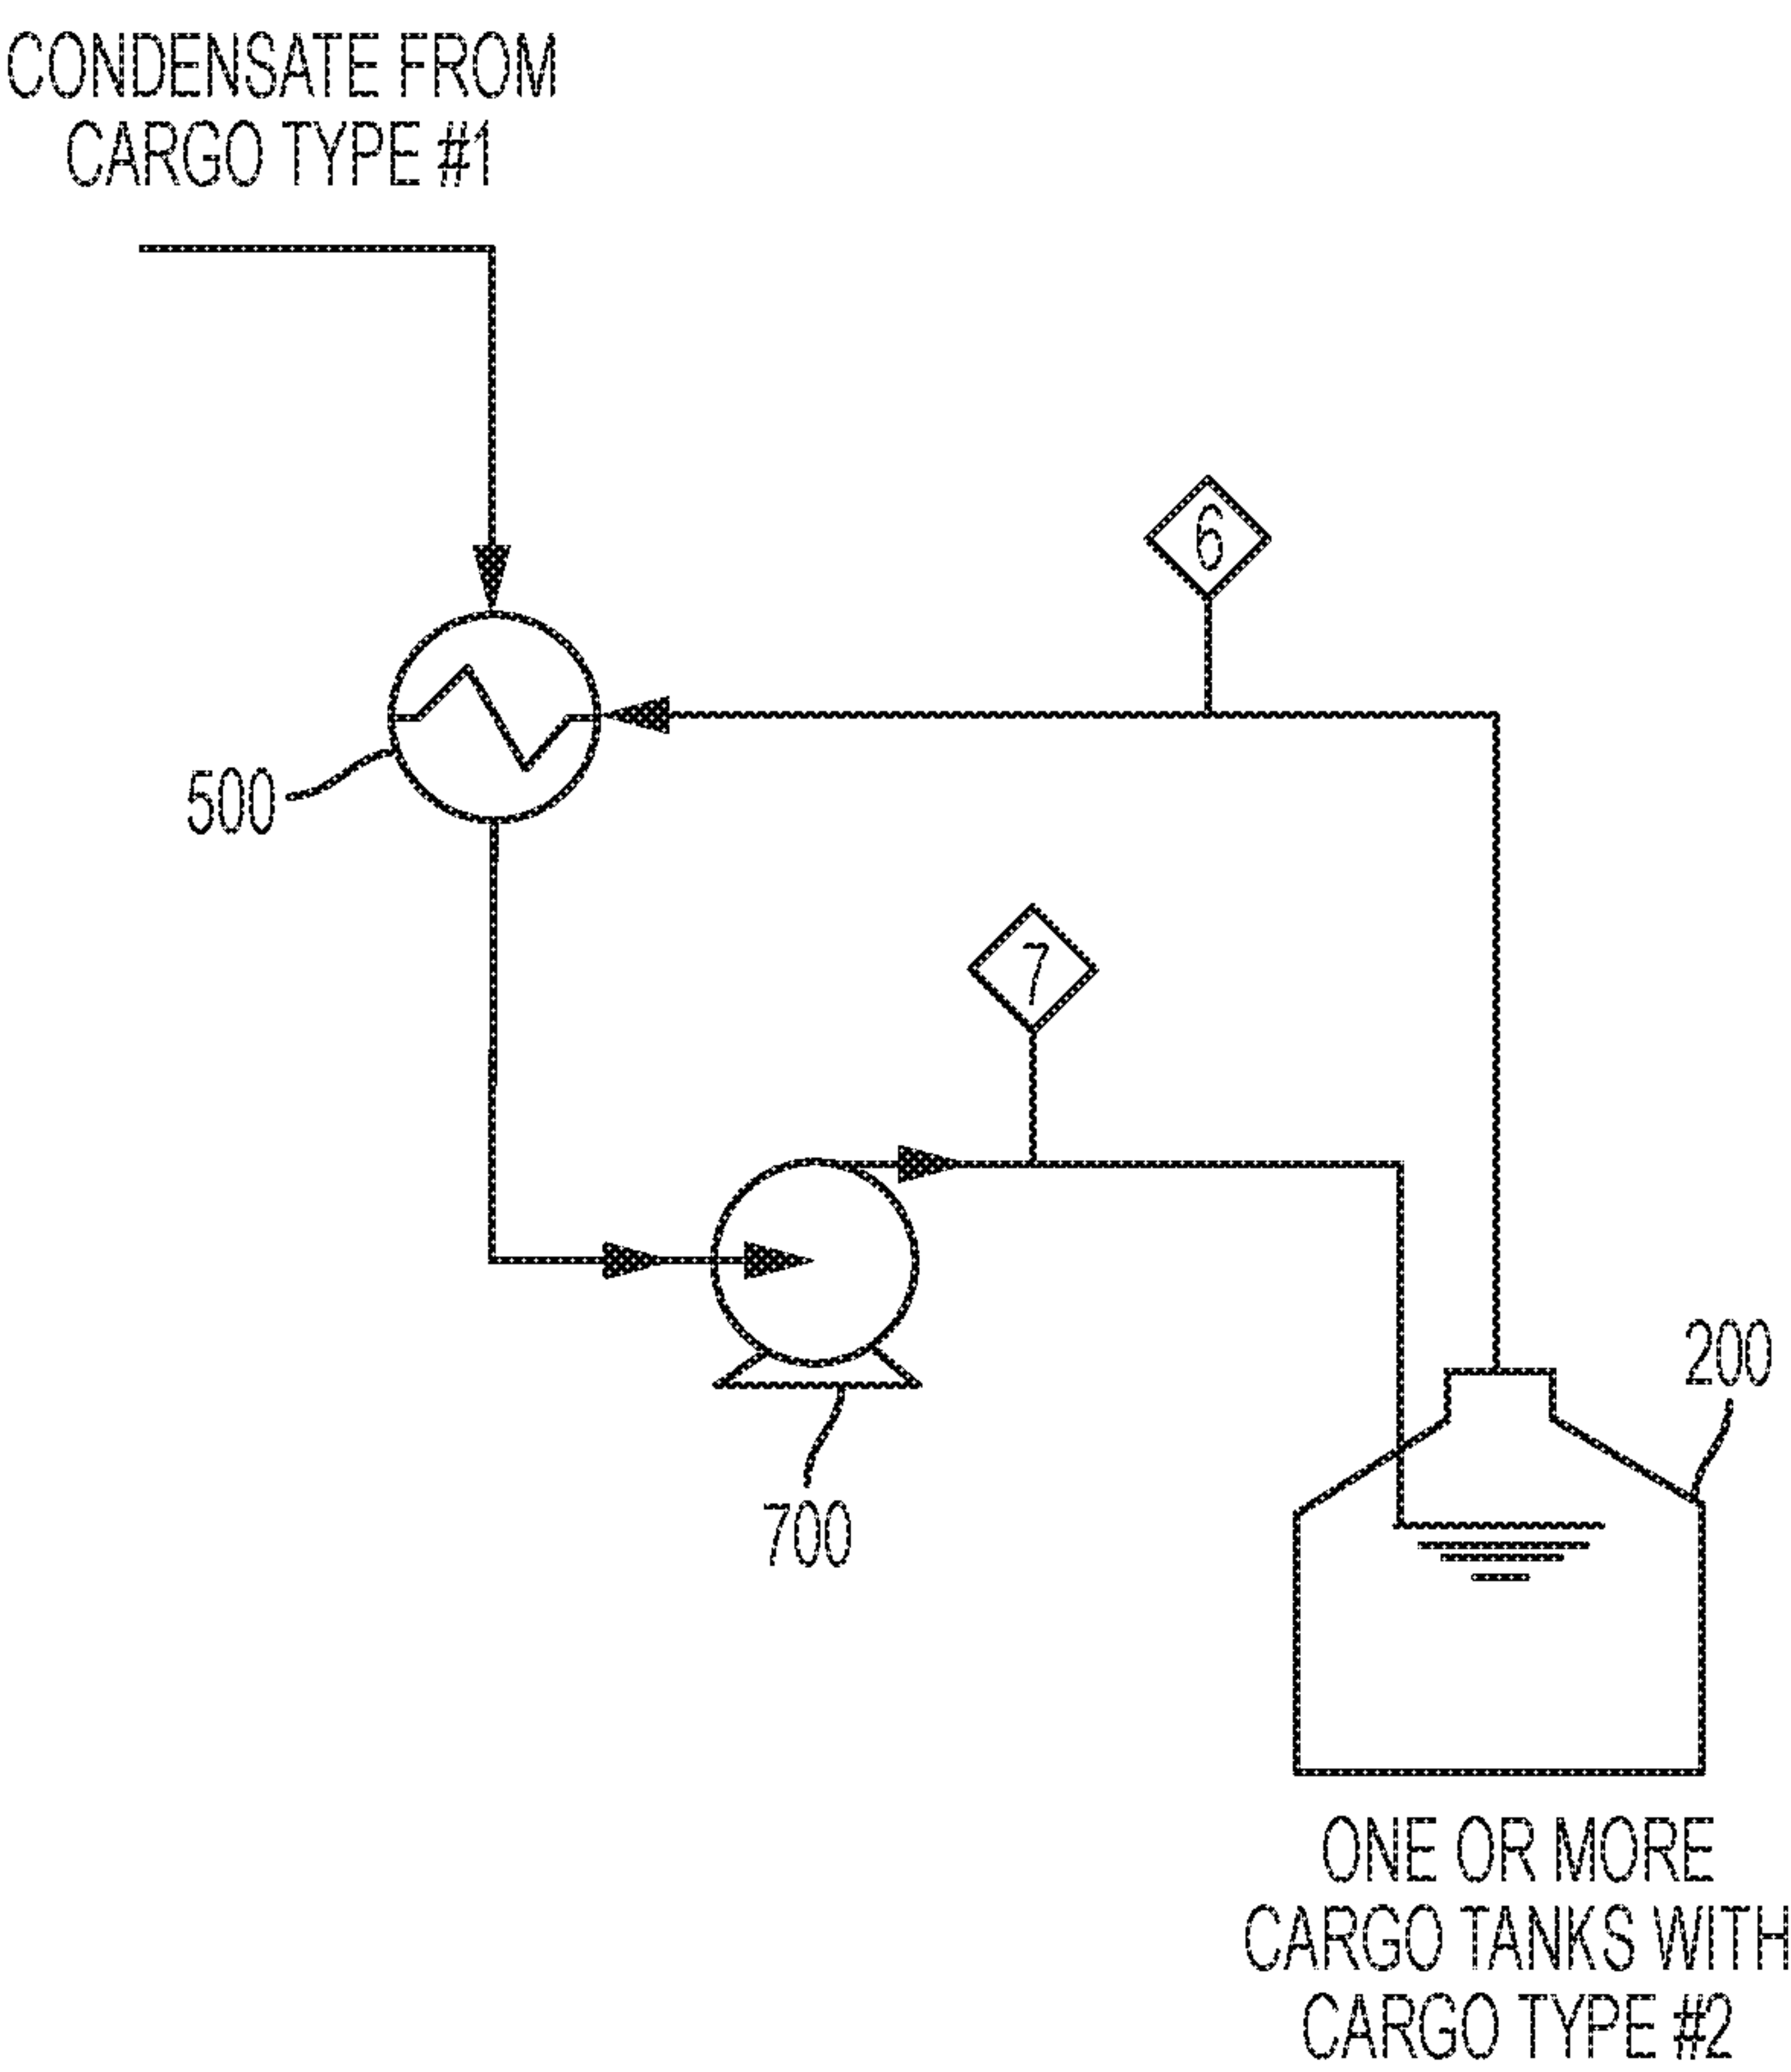 CONDENSATE FROM
CARGO TYPE #1
6
500
7
200
700
ONE OR MORE
CARGO TANKS WITH
CARGO TYPE #2